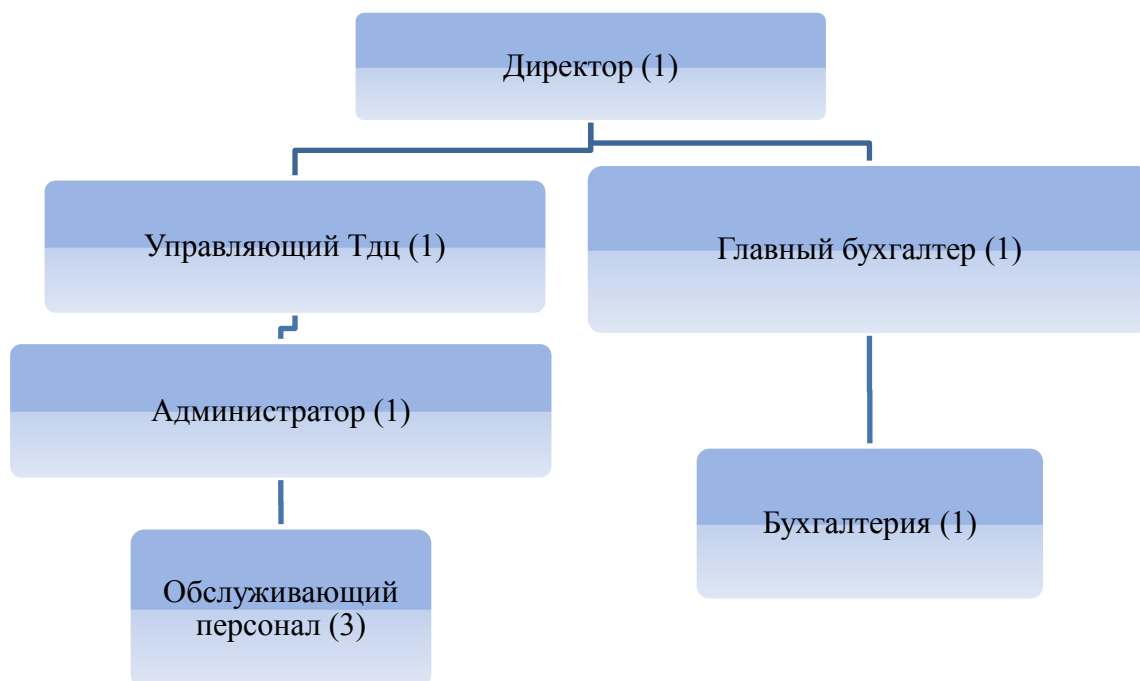 Директор (1)
Управляющий Тдц (1)
Главный бухгалтер (1)
Администратор (1)
Бухгалтерия (1)
Обслуживающий
персонал (3)